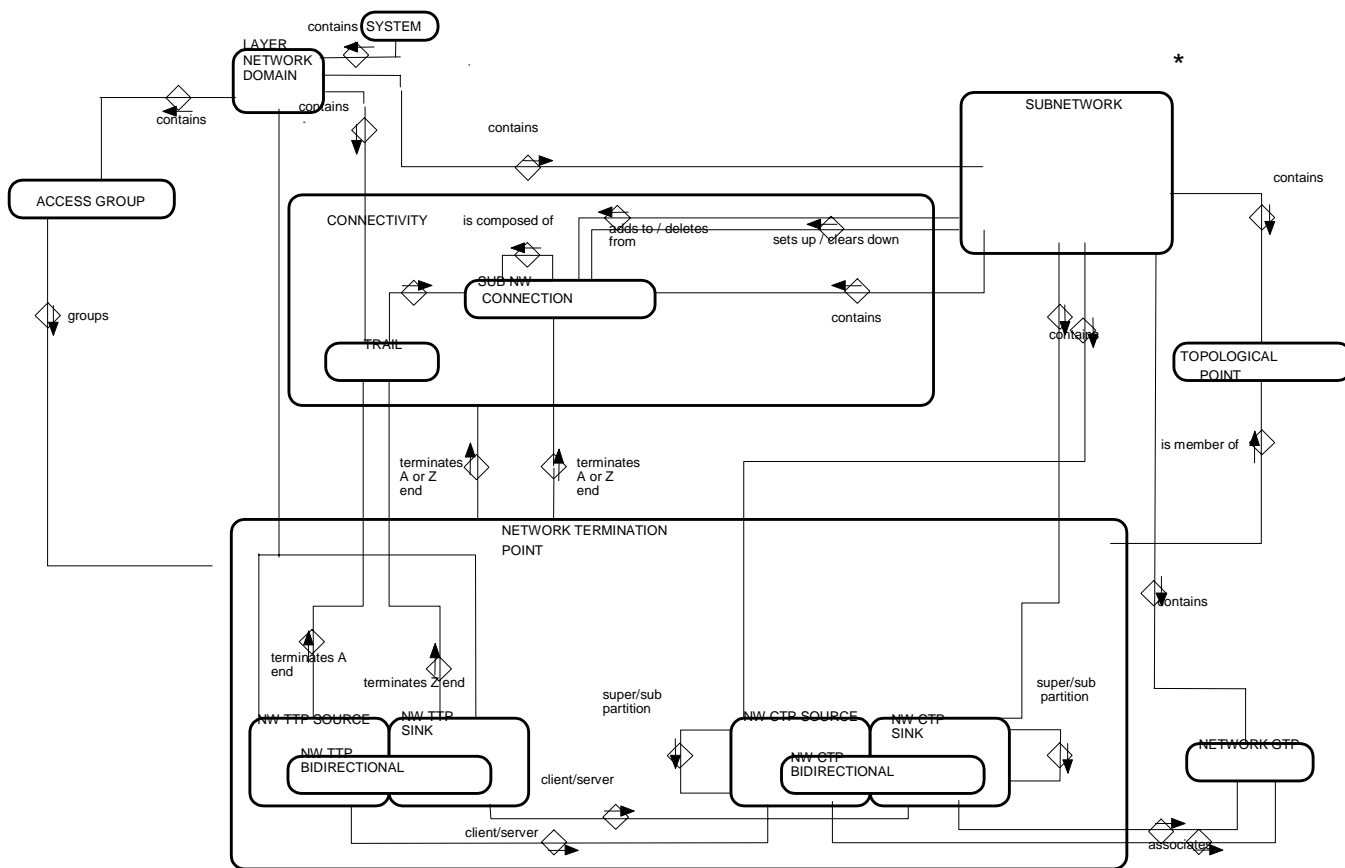 contains
SYSTEM
LAYER
NETWORK
DOMAIN
*
SUBNETWORK
contains
contains
contains
contains
ACCESS GROUP
CONNECTIVITY
is composed of
adds to / deletes
from
sets up / clears down
SUB NW
CONNECTION
groups
contains
contains
TRAIL
TOPOLOGICAL
POINT
is member of
terminates
A or Z
end
terminates
A or Z
end
NETWORK TERMINATION
POINT
contains
terminates A
end
terminates Z end
super/sub
partition
super/sub
partition
NW TTP SOURCE
NW TTP
SINK
NW TTP
BIDIRECTIONAL
NW CTP SOURCE
NW CTP
SINK
NW CTP
BIDIRECTIONAL
NETWORK GTP
client/server
client/server
associates